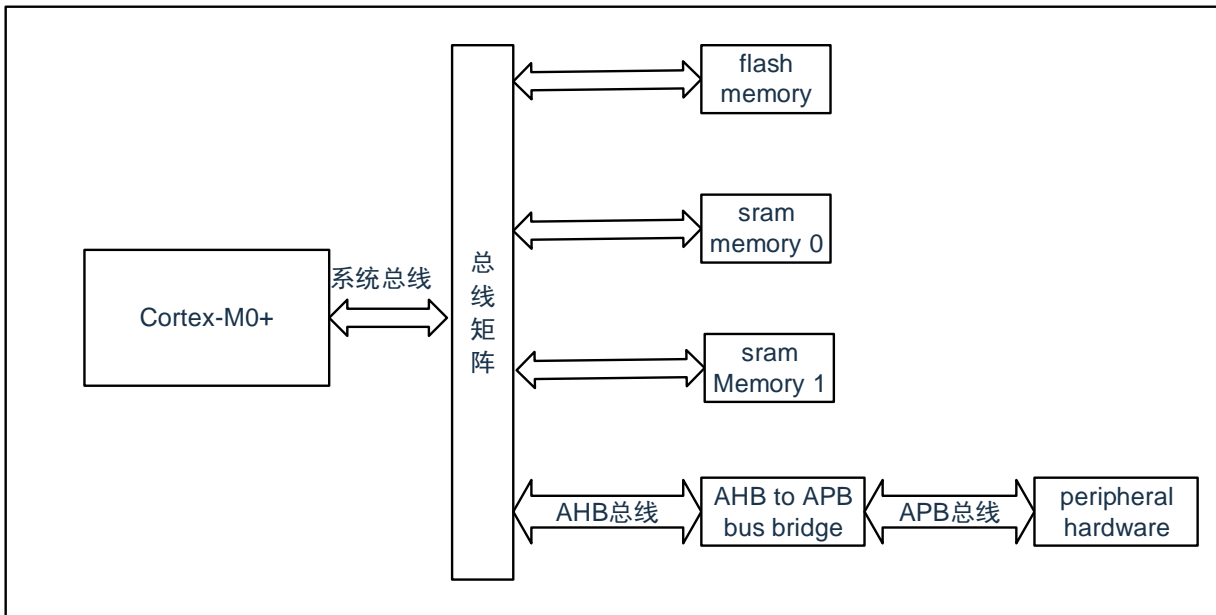 flash
memory
sram
memory 0
系统总线
Cortex-M0+
总
线
矩
阵
sram
Memory 1
AHB总线
AHB to APB
bus bridge
APB总线
peripheral
hardware